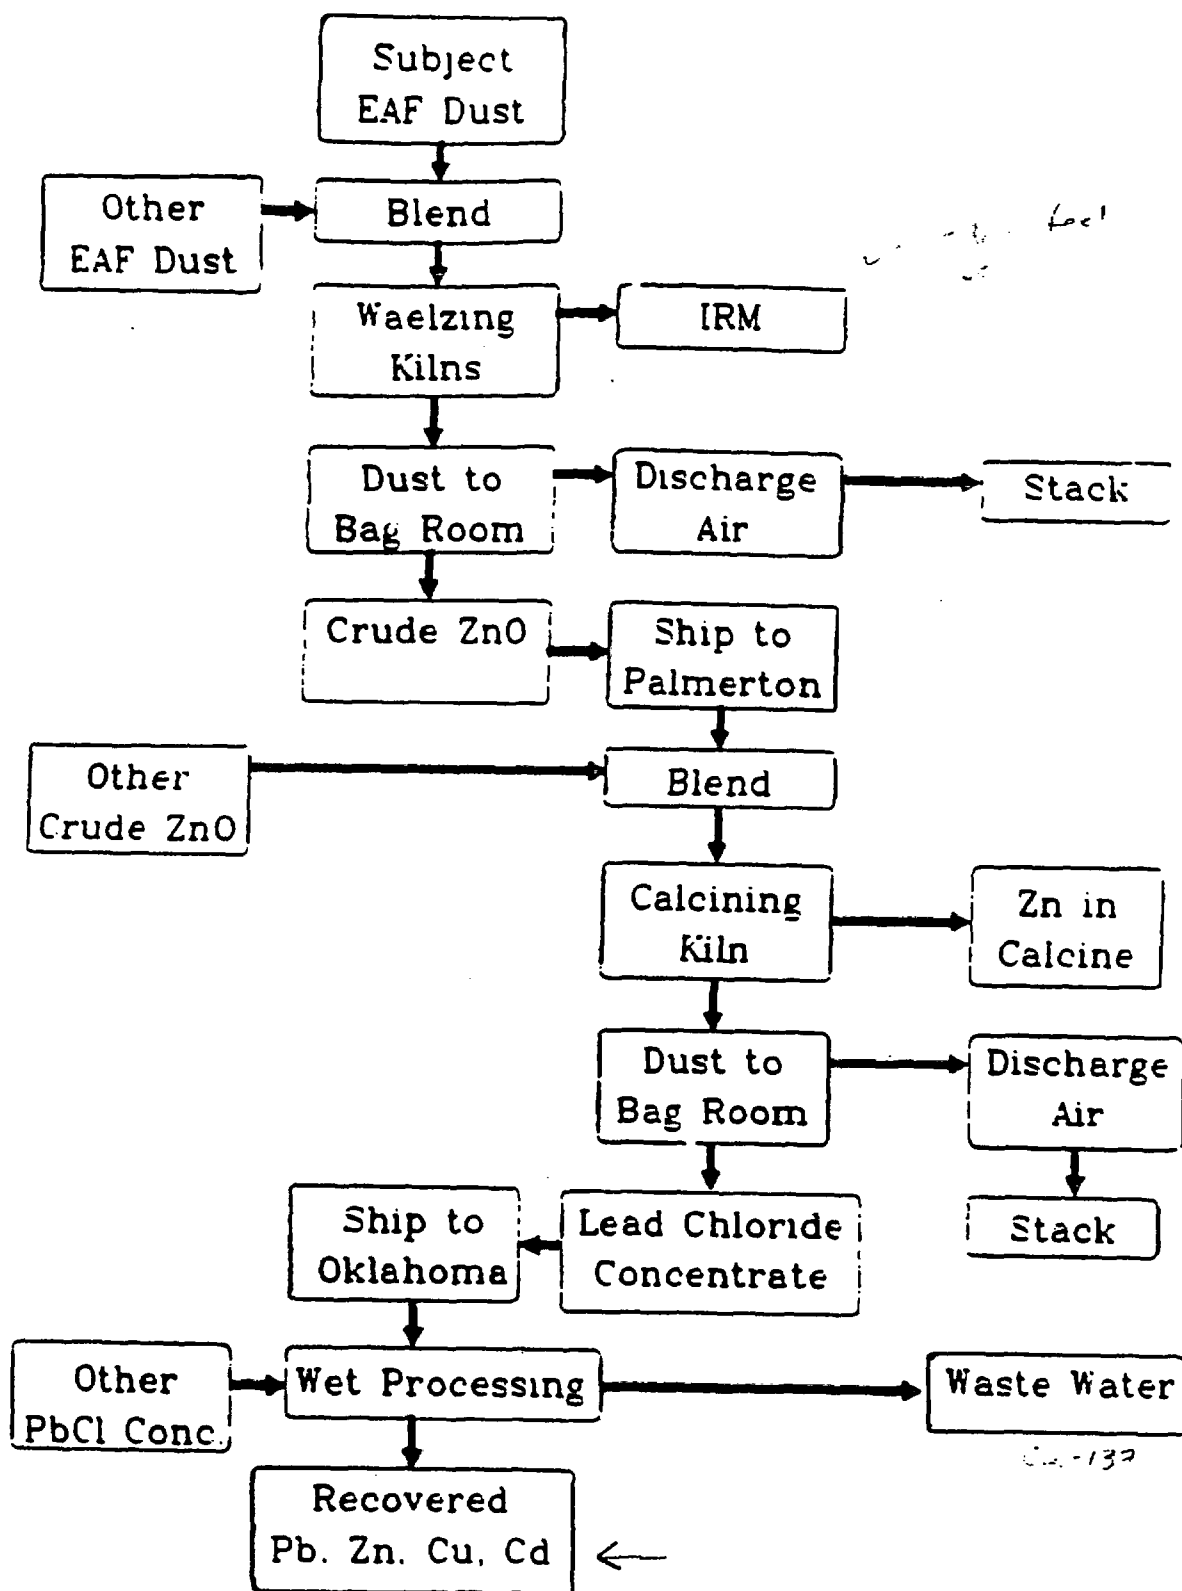 Subject
EAF Dust
Other
EAF Dust
Blend
Waelzing
Kilns
IRM
Dust to
Bag Room
Discharge
Air
Stack
Crude ZnO
Ship to
Palmerton
Other
Crude ZnO
Blend
Calcining
Kiln
Zn in
Calcine
Dust to
Bag Room
Discharge
Air
Ship to
Oklahoma
Lead Chloride
Concentrate
Stack
Other
PbCl Conc.
Wet Processing
Waste Water
Recovered
Pb. Zn. Cu, Cd